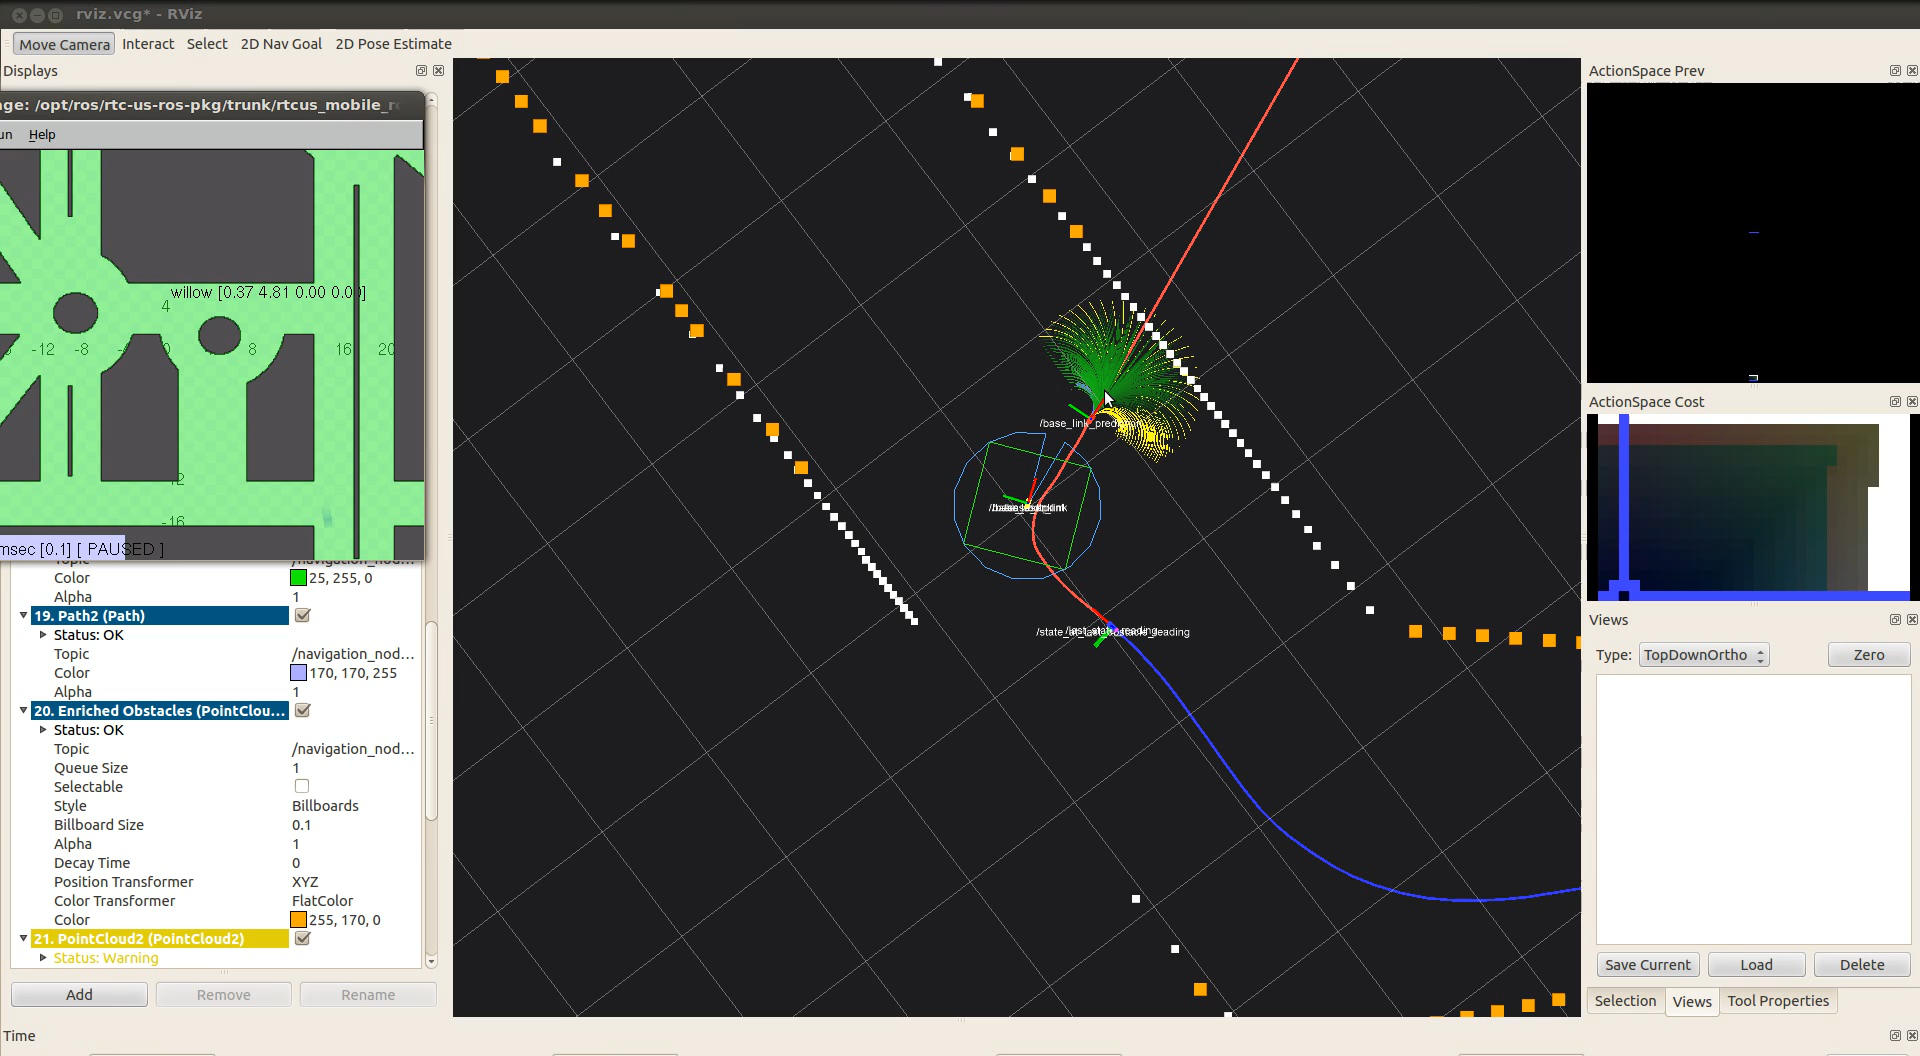 rviz.vcg* - RViz
Move Camera Interact Select 2D Nav Goal 2D Pose Estimate
Displays
age: /opt/ros/rtc-us-ros-pkg/trunk/rtcus_mobile_r
un Help
willow [0.37 4.81 0.00 0.00]
4
-12 -8 -4 0 8 16 20
-12
-16
msec [0.1] [ PAUSED ]
Topic /navigation_nod...
Color 25, 255, 0
Alpha 1
19. Path2 (Path)
Status: OK
Topic /navigation_nod...
Color 170, 170, 255
Alpha 1
20. Enriched Obstacles (PointClou...
Status: OK
Topic /navigation_nod...
Queue Size 1
Selectable
Style Billboards
Billboard Size 0.1
Alpha 1
Decay Time 0
Position Transformer XYZ
Color Transformer FlatColor
Color 255, 170, 0
21. PointCloud2 (PointCloud2)
Status: Warning
Add Remove Rename
Time
/base_link_pred
ActionSpace Prev
ActionSpace Cost
Views
Type: TopDownOrtho Zero
Save Current Load Delete
Selection Views Tool Properties